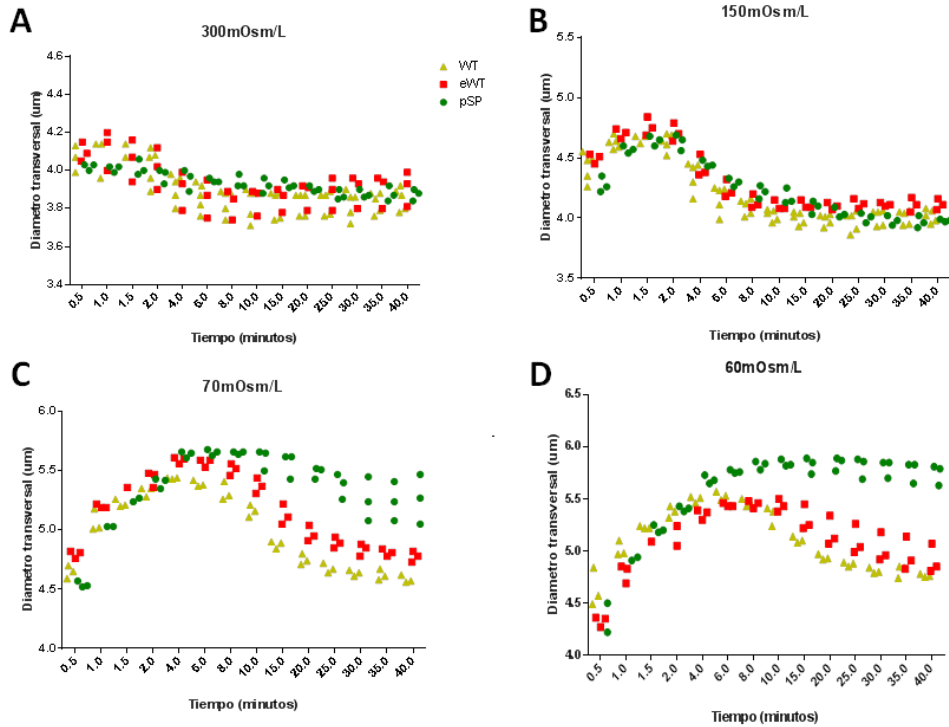 A
300mOsm/L
Diametro transversal (um)
4.6
4.4
4.2
4.0
3.8
3.6
3.4
0.5 1.0 1.5 2.0 4.0 6.0 8.0 10.0 15.0 20.0 25.0 30.0 35.0 40.0
Tiempo (minutos)
WT
eWT
pSP
B
150mOsm/L
Diametro transversal (um)
5.5
5.0
4.5
4.0
3.5
0.5 1.0 1.5 2.0 4.0 6.0 8.0 10.0 15.0 20.0 25.0 30.0 35.0 40.0
Tiempo (minutos)
C
70mOsm/L
Diametro transversal (um)
6.0
5.5
5.0
4.5
4.0
0.5 1.0 1.5 2.0 4.0 6.0 8.0 10.0 15.0 20.0 25.0 30.0 35.0 40.0
Tiempo (minutos)
D
60mOsm/L
Diametro transversal (um)
6.5
6.0
5.5
5.0
4.5
4.0
0.5 1.0 1.5 2.0 4.0 6.0 8.0 10.0 15.0 20.0 25.0 30.0 35.0 40.0
Tiempo (minutos)